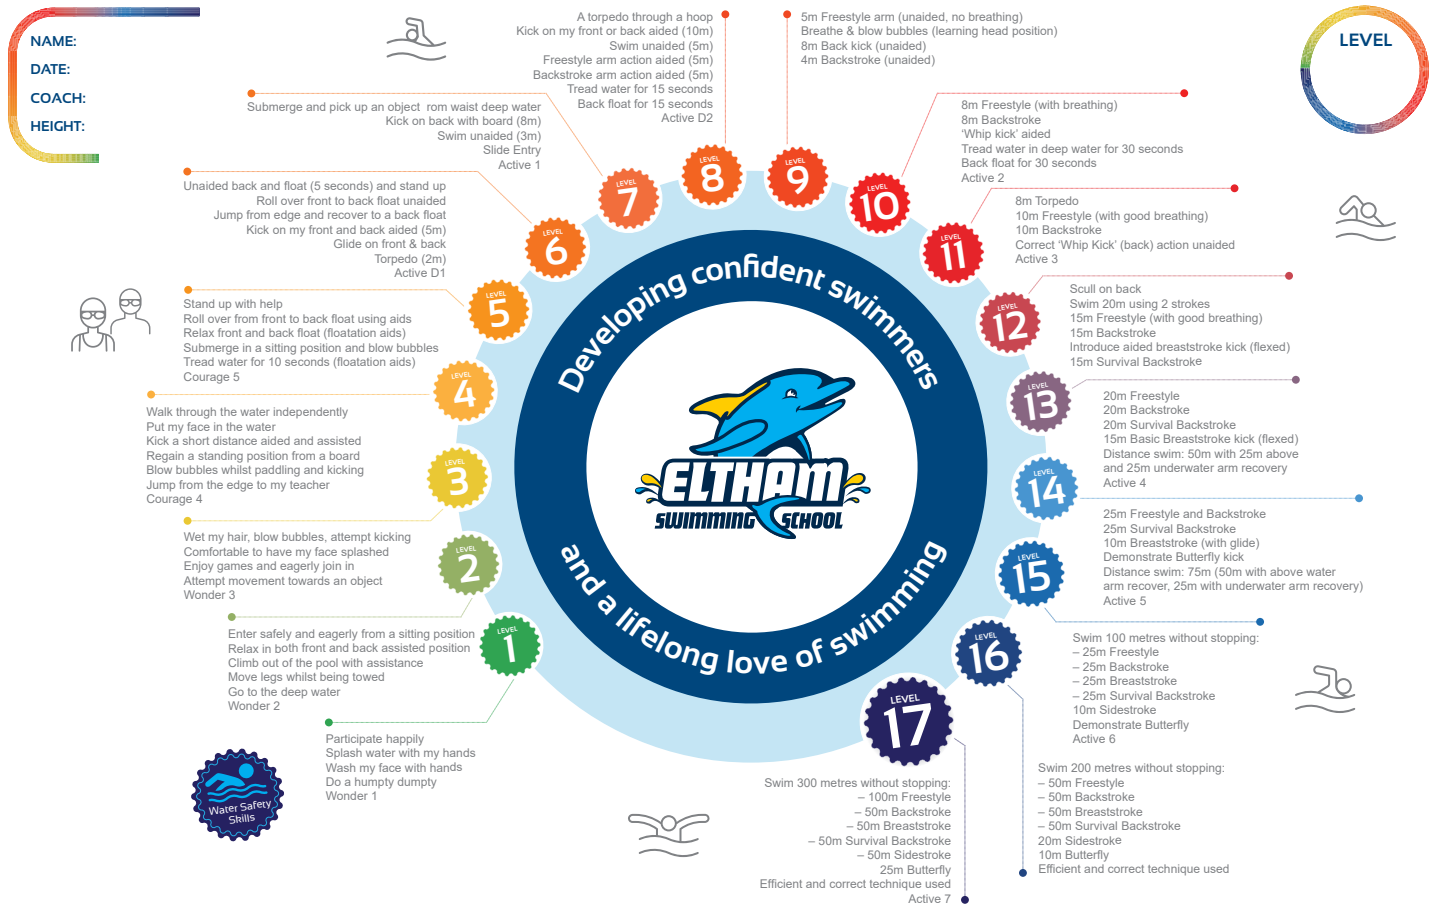 NAME:
DATE:
COACH:
HEIGHT:
LEVEL
Developing confident swimmers
and a lifelong love of swimming
ELTHAM
SWIMMING SCHOOL
LEVEL
1
Participate happily
Splash water with my hands
Wash my face with hands
Do a humpty dumpty
Wonder 1
LEVEL
2
Enter safely and eagerly from a sitting position
Relax in both front and back assisted position
Climb out of the pool with assistance
Move legs whilst being towed
Go to the deep water
Wonder 2
LEVEL
3
Wet my hair, blow bubbles, attempt kicking
Comfortable to have my face splashed
Enjoy games and eagerly join in
Attempt movement towards an object
Wonder 3
LEVEL
4
Walk through the water independently
Put my face in the water
Kick a short distance aided and assisted
Regain a standing position from a board
Blow bubbles whilst paddling and kicking
Jump from the edge to my teacher
Courage 4
LEVEL
5
Stand up with help
Roll over from front to back float using aids
Relax front and back float (floatation aids)
Submerge in a sitting position and blow bubbles
Tread water for 10 seconds (floatation aids)
Courage 5
LEVEL
6
Unaided back and float (5 seconds) and stand up
Roll over front to back float unaided
Jump from edge and recover to a back float
Kick on my front and back aided (5m)
Glide on front & back
Torpedo (2m)
Active D1
LEVEL
7
Submerge and pick up an object rom waist deep water
Kick on back with board (8m)
Swim unaided (3m)
Slide Entry
Active 1
LEVEL
8
A torpedo through a hoop
Kick on my front or back aided (10m)
Swim unaided (5m)
Freestyle arm action aided (5m)
Backstroke arm action aided (5m)
Tread water for 15 seconds
Back float for 15 seconds
Active D2
LEVEL
9
5m Freestyle arm (unaided, no breathing)
Breathe & blow bubbles (learning head position)
8m Back kick (unaided)
4m Backstroke (unaided)
LEVEL
10
8m Freestyle (with breathing)
8m Backstroke
‘Whip kick’ aided
Tread water in deep water for 30 seconds
Back float for 30 seconds
Active 2
LEVEL
11
8m Torpedo
10m Freestyle (with good breathing)
10m Backstroke
Correct ‘Whip Kick’ (back) action unaided
Active 3
LEVEL
12
Scull on back
Swim 20m using 2 strokes
15m Freestyle (with good breathing)
15m Backstroke
Introduce aided breaststroke kick (flexed)
15m Survival Backstroke
LEVEL
13
20m Freestyle
20m Backstroke
20m Survival Backstroke
15m Basic Breaststroke kick (flexed)
Distance swim: 50m with 25m above
and 25m underwater arm recovery
Active 4
LEVEL
14
25m Freestyle and Backstroke
25m Survival Backstroke
10m Breaststroke (with glide)
Demonstrate Butterfly kick
Distance swim: 75m (50m with above water
arm recover, 25m with underwater arm recovery)
Active 5
LEVEL
15
Swim 100 metres without stopping:
– 25m Freestyle
– 25m Backstroke
– 25m Breaststroke
– 25m Survival Backstroke
10m Sidestroke
Demonstrate Butterfly
Active 6
LEVEL
16
Swim 200 metres without stopping:
– 50m Freestyle
– 50m Backstroke
– 50m Breaststroke
– 50m Survival Backstroke
20m Sidestroke
10m Butterfly
Efficient and correct technique used
LEVEL
17
Swim 300 metres without stopping:
– 100m Freestyle
– 50m Backstroke
– 50m Breaststroke
– 50m Survival Backstroke
– 50m Sidestroke
25m Butterfly
Efficient and correct technique used
Active 7
Water Safety
Skills